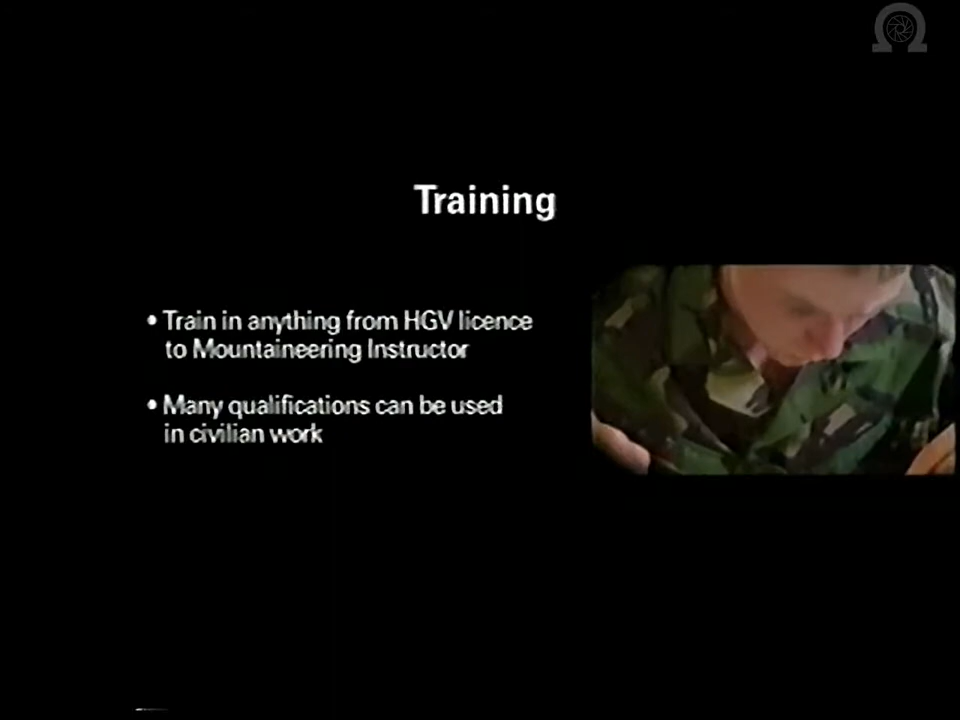 Training
• Train in anything from HGV licence
to Mountaineering Instructor
• Many qualifications can be used
in civilian work